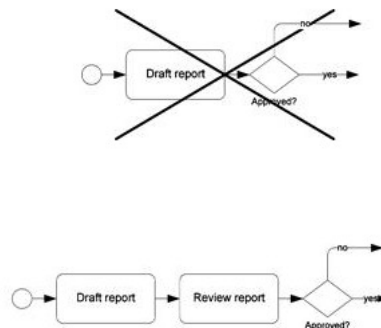 no
Draft report
yes
Approved?
no
Draft report
Review report
yes
Approved?